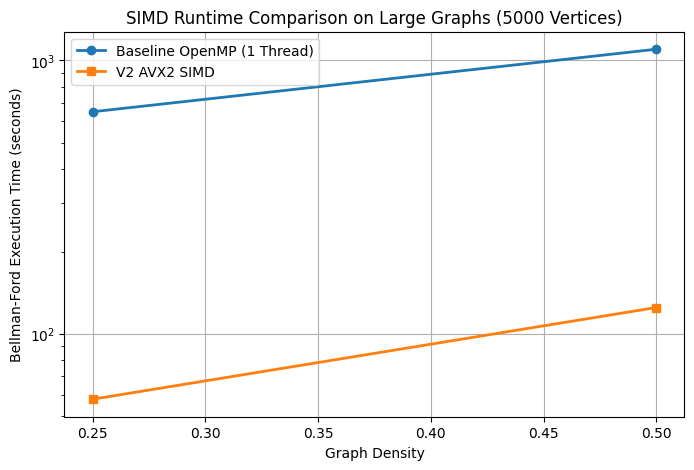 SIMD Runtime Comparison on Large Graphs (5000 Vertices)
Baseline OpenMP (1 Thread)
V2 AVX2 SIMD
Bellman-Ford Execution Time (seconds)
10³
10²
0.25 0.30 0.35 0.40 0.45 0.50
Graph Density